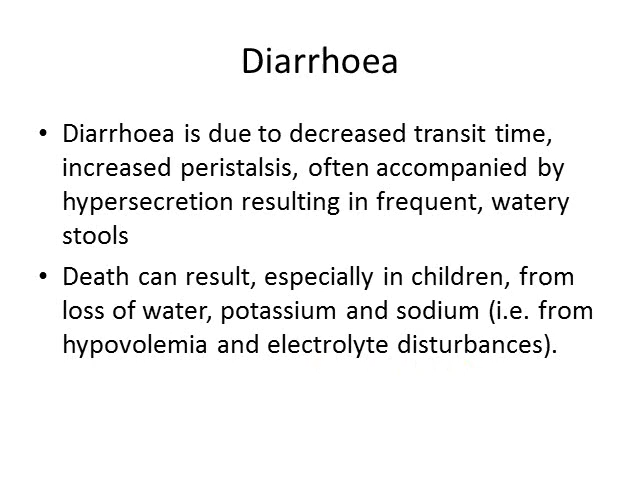 Diarrhoea
• Diarrhoea is due to decreased transit time,
increased peristalsis, often accompanied by
hypersecretion resulting in frequent, watery
stools
• Death can result, especially in children, from
loss of water, potassium and sodium (i.e. from
hypovolemia and electrolyte disturbances).